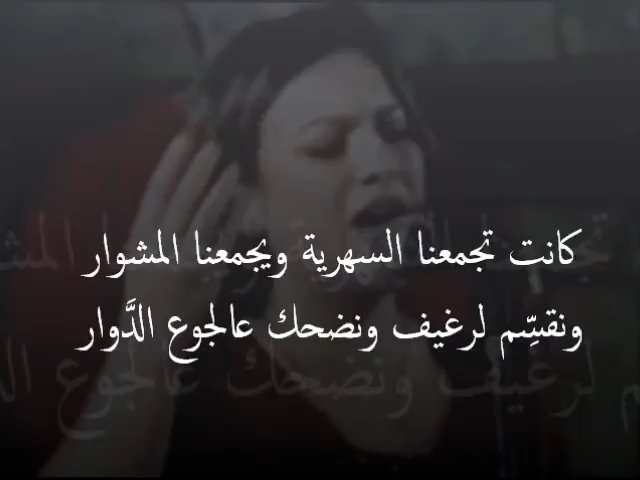 كانت تجمعنا السهرية ويجمعنا المشوار
ونقسِّم لرغيف ونضحك عالجوع الدَّوار